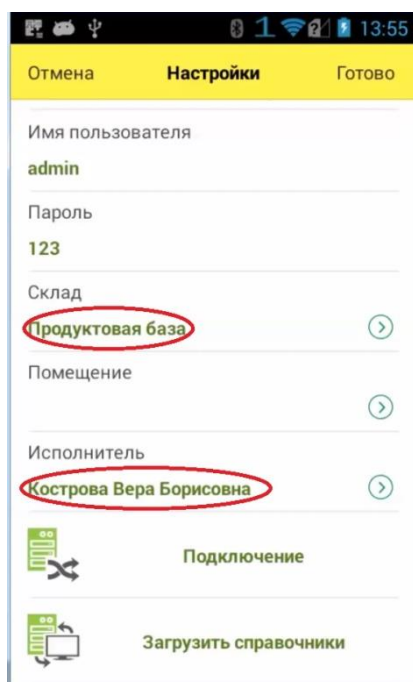 1 13:55
Отмена Настройки Готово
Имя пользователя
admin
Пароль
123
Склад
Продуктовая база
Помещение
Исполнитель
Кострова Вера Борисовна
Подключение
Загрузить справочники